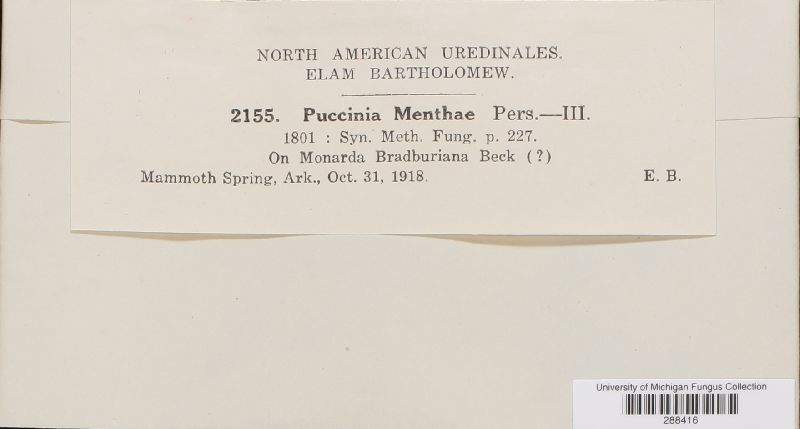 NORTH AMERICAN UREDINALES.
ELAM BARTHOLOMEW.
2155. Puccinia Menthae Pers.—III.
1801 : Syn. Meth. Fung. p. 227.
On Monarda Bradburiana Beck (?)
Mammoth Spring, Ark., Oct. 31, 1918. E. B.
University of Michigan Fungus Collection
288416